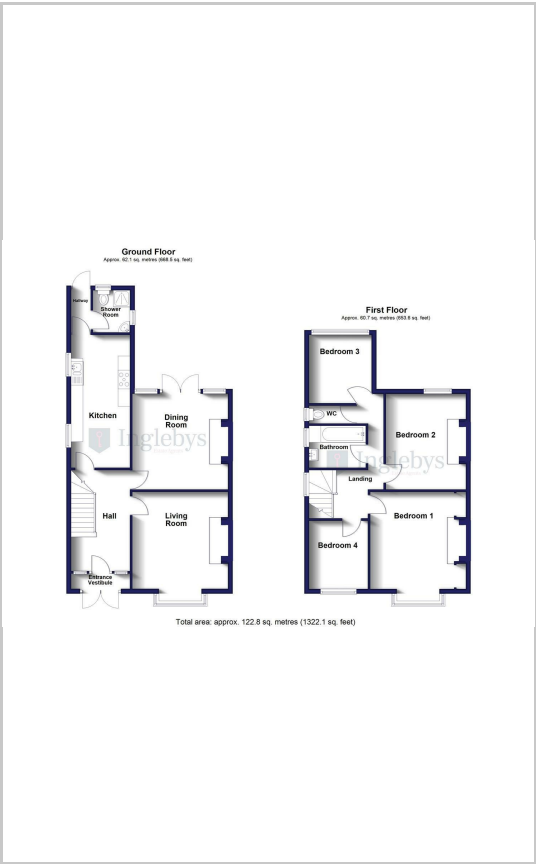 Ground Floor
Approx. 62.1 sq. metres (668.5 sq. feet)
Hallway
Shower
Room
Kitchen
Dining
Room
Inglebys
Hall
Living
Room
Entrance
Vestibule
First Floor
Approx. 60.7 sq. metres (653.6 sq. feet)
Bedroom 3
WC
Bedroom 2
Bathroom
Inglebys
Landing
Bedroom 1
Bedroom 4
Total area: approx. 122.8 sq. metres (1322.1 sq. feet)